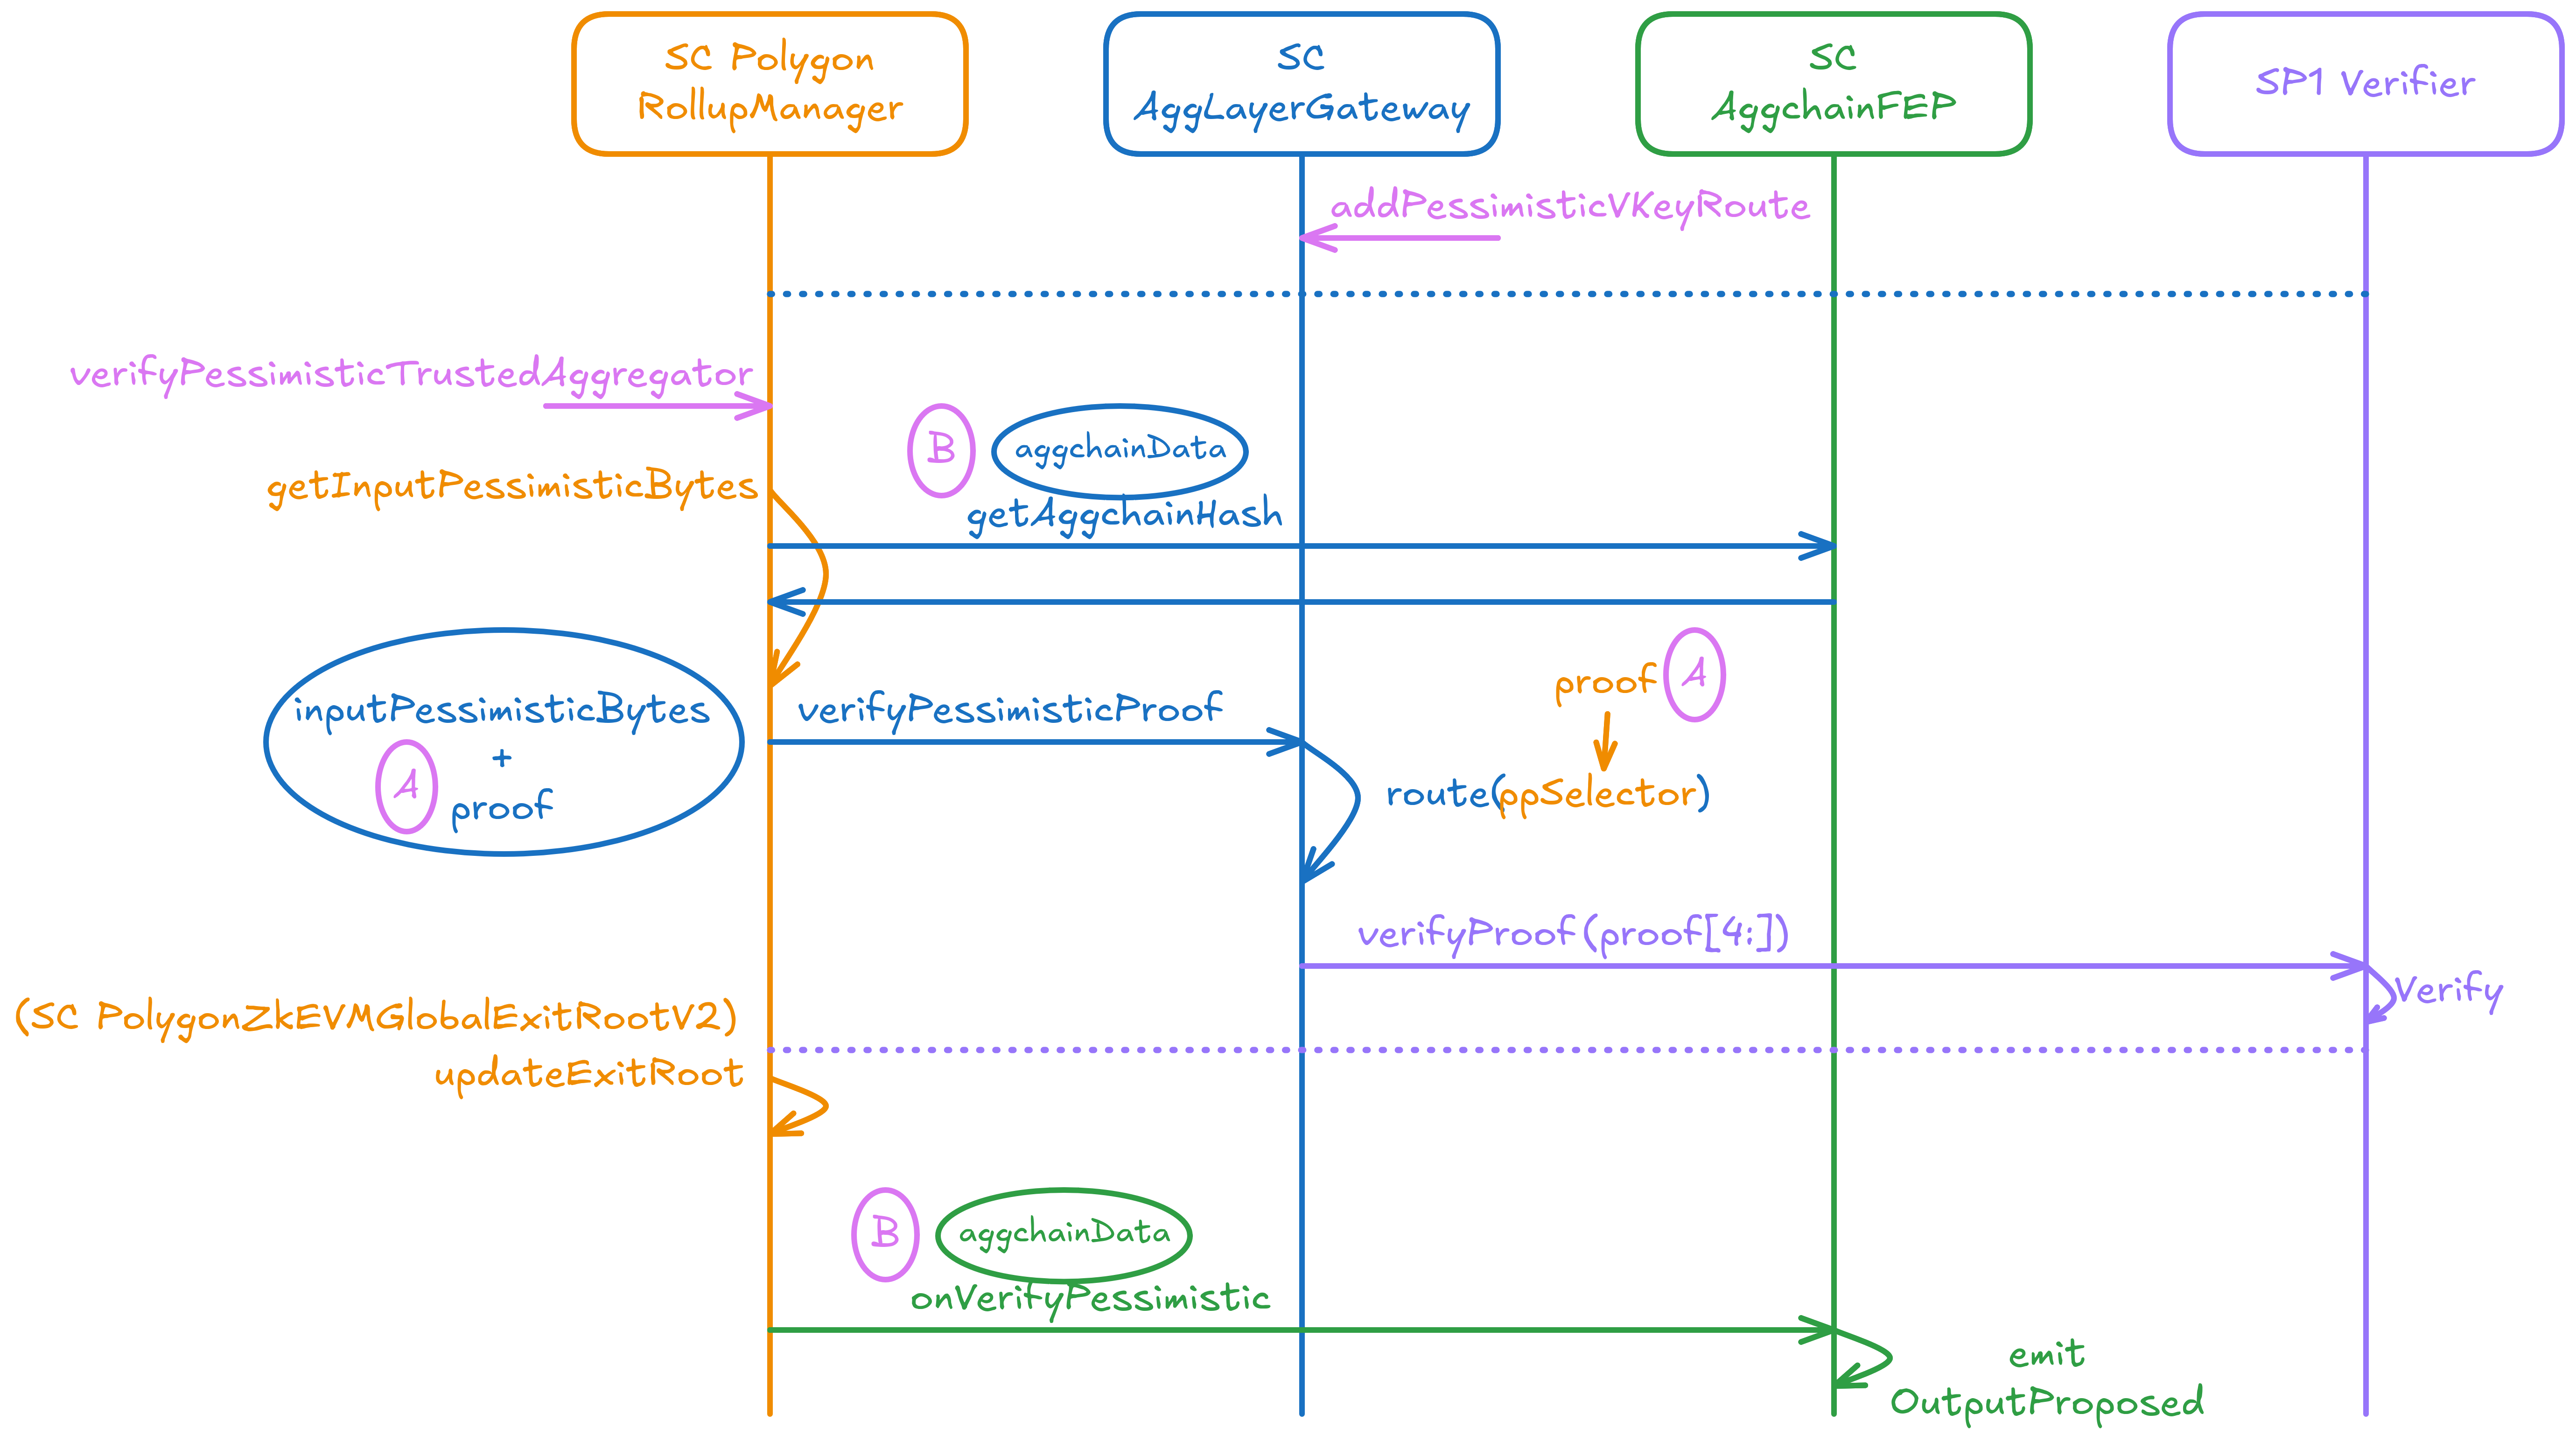 SC Polygon
RollupManager
SC
AggLayerGateway
SC
AggchainFEP
SP1 Verifier
addPessimisticVKeyRoute
verifyPessimisticTrustedAggregator
B
aggchainData
getInputPessimisticBytes
getAggchainHash
proof A
inputPessimisticBytes
+
A
proof
verifyPessimisticProof
route(ppSelector)
verifyProof(proof[4:])
Verify
(SC PolygonZkEVMGlobalExitRootV2)
updateExitRoot
B
aggchainData
onVerifyPessimistic
emit
OutputProposed